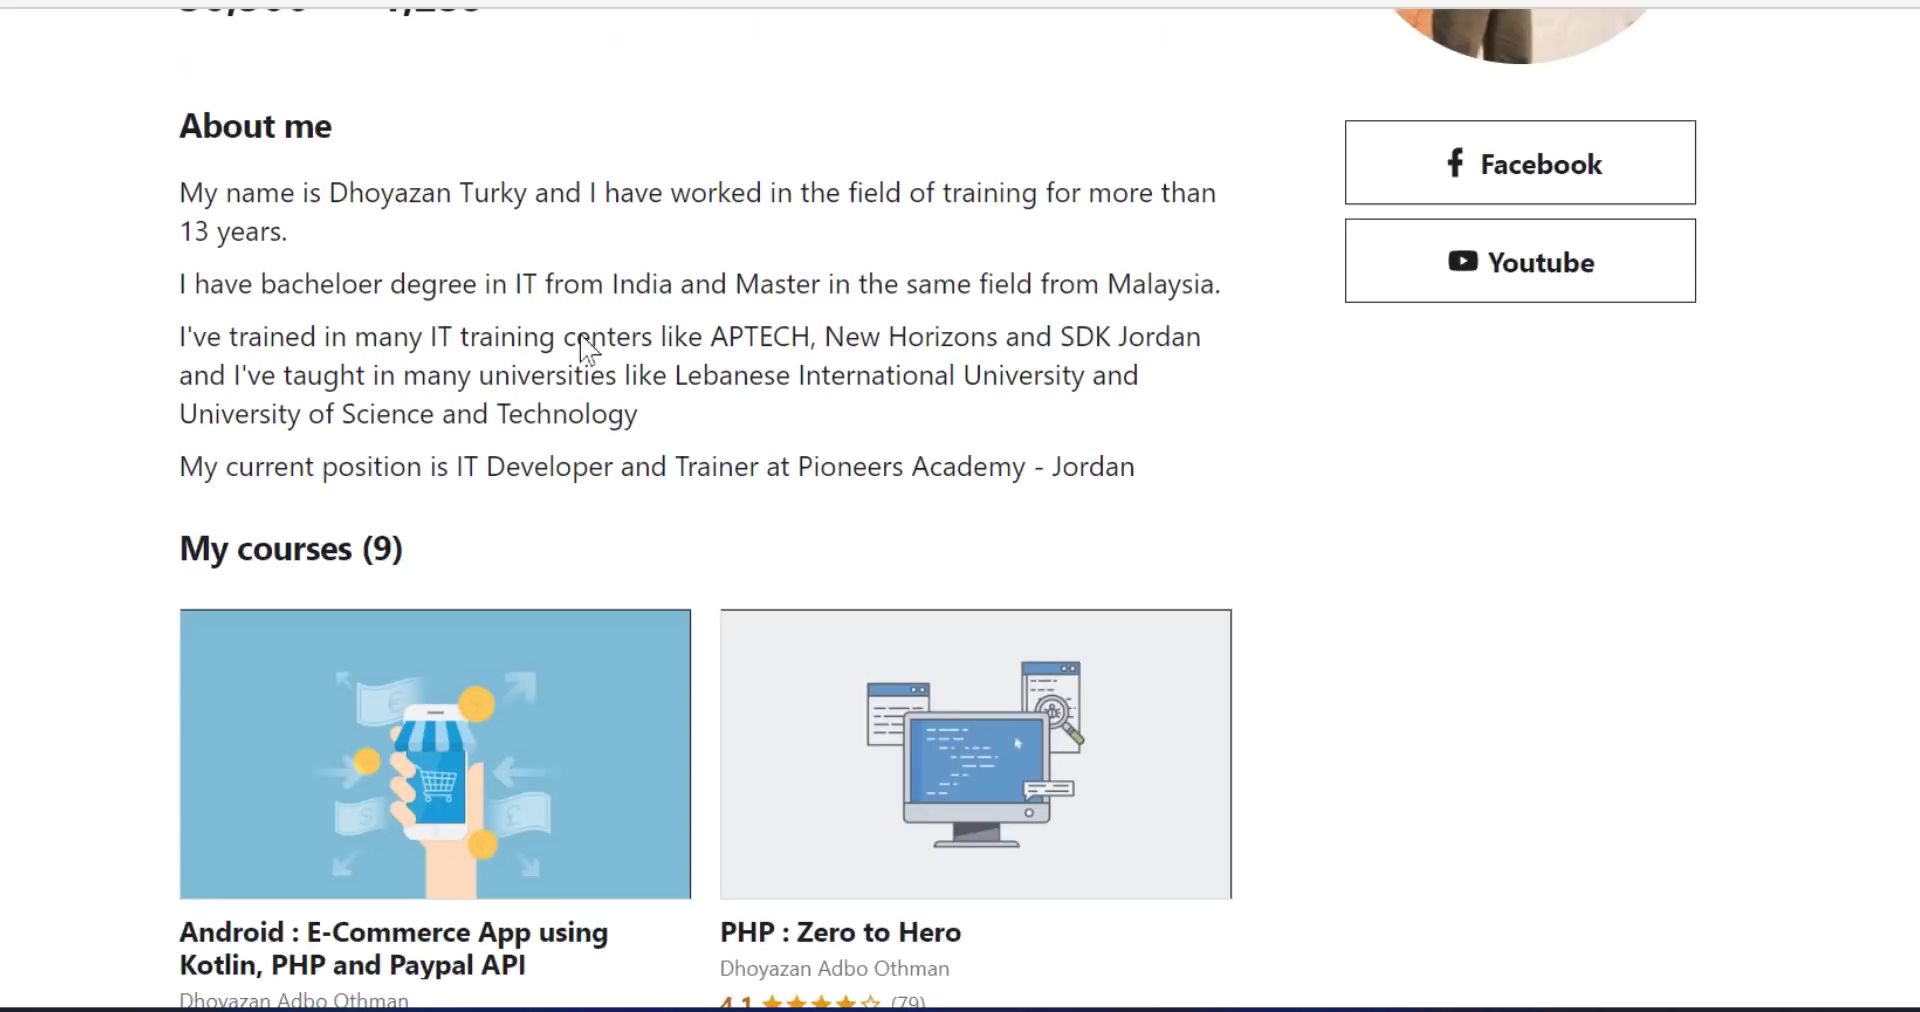 About me
My name is Dhoyazan Turky and I have worked in the field of training for more than
13 years.
I have bacheloer degree in IT from India and Master in the same field from Malaysia.
I've trained in many IT training centers like APTECH, New Horizons and SDK Jordan
and I've taught in many universities like Lebanese International University and
University of Science and Technology
My current position is IT Developer and Trainer at Pioneers Academy - Jordan
Facebook
Youtube
My courses (9)
Android : E-Commerce App using
Kotlin, PHP and Paypal API
Dhoyazan Adbo Othman
PHP : Zero to Hero
Dhoyazan Adbo Othman
4.1 (79)